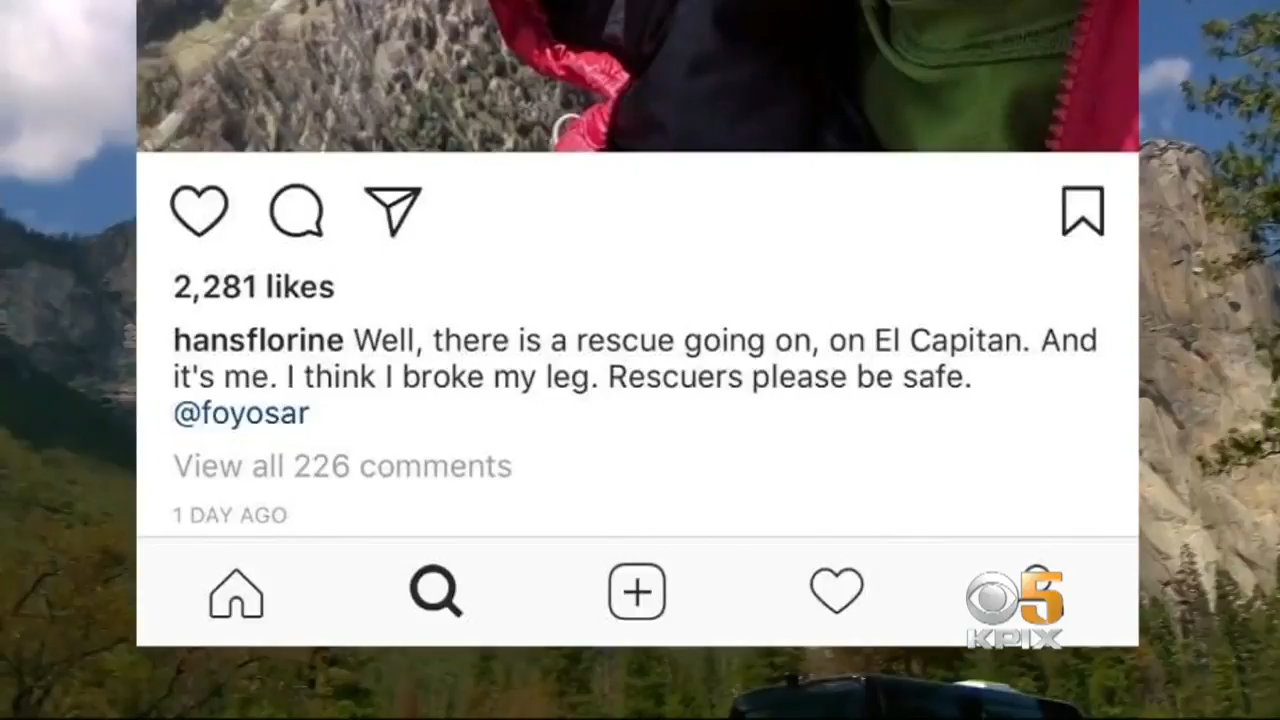 2,281 likes
hansflorine Well, there is a rescue going on, on El Capitan. And
it's me. I think I broke my leg. Rescuers please be safe.
@foyosar
View all 226 comments
1 DAY AGO
5
KPIX